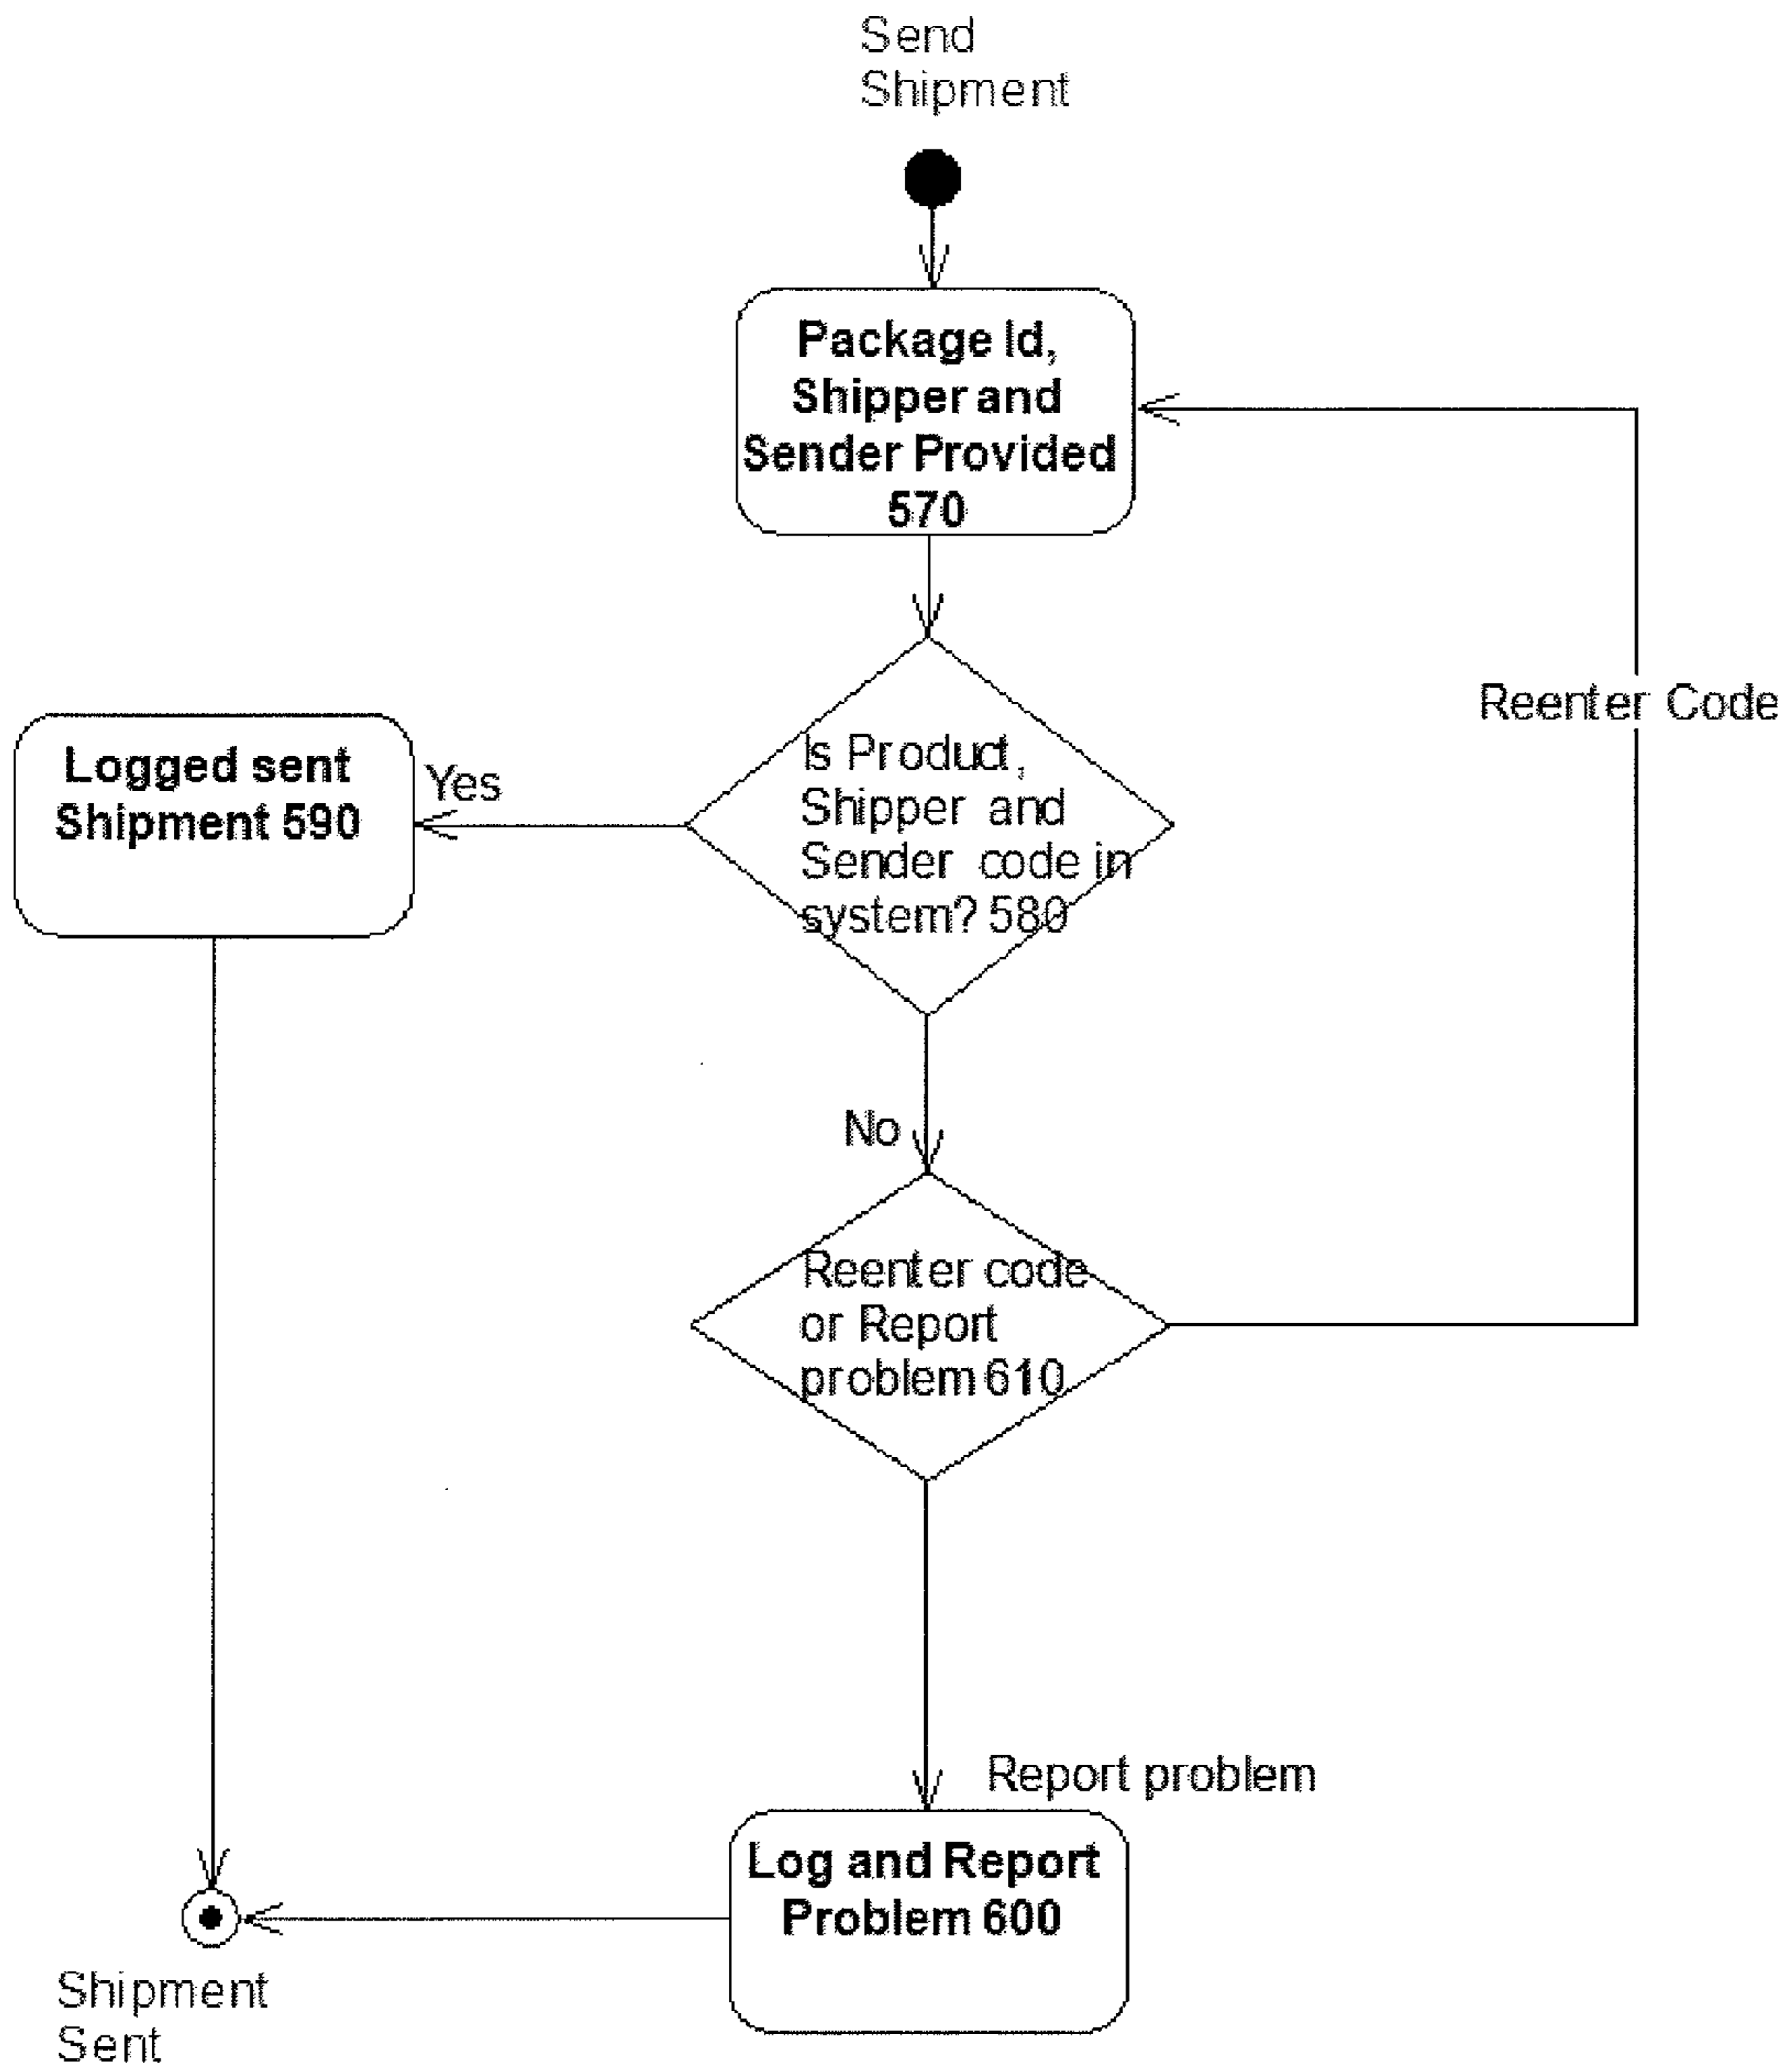 Send
Shipment
Package Id,
Shipper and
Sender Provided
570
Reenter Code
Logged sent
Shipment 590
Yes
Is Product,
Shipper and
Sender code in
system? 580
No
Reenter code
or Report
problem 610
Report problem
Log and Report
Problem 600
Shipment
Sent